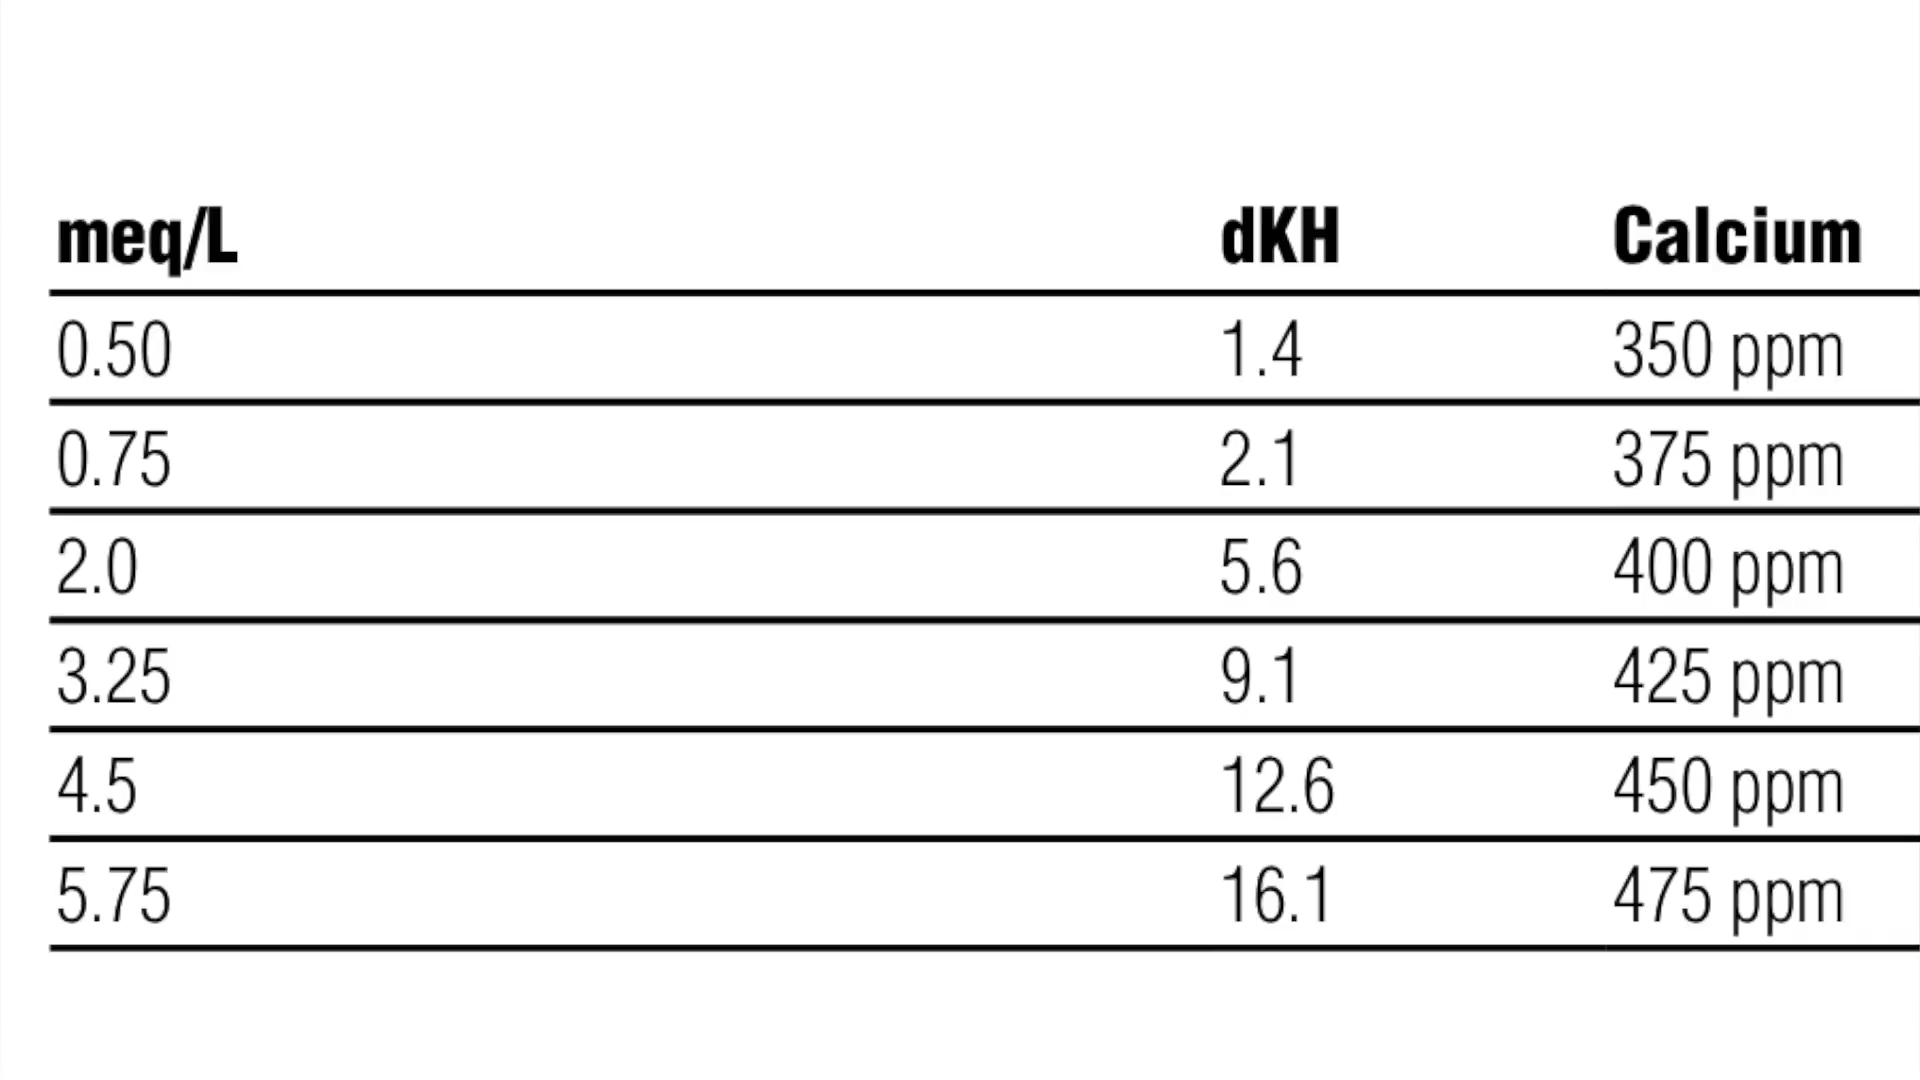 meq/L dKH Calcium
0.50 1.4 350 ppm
0.75 2.1 375 ppm
2.0 5.6 400 ppm
3.25 9.1 425 ppm
4.5 12.6 450 ppm
5.75 16.1 475 ppm